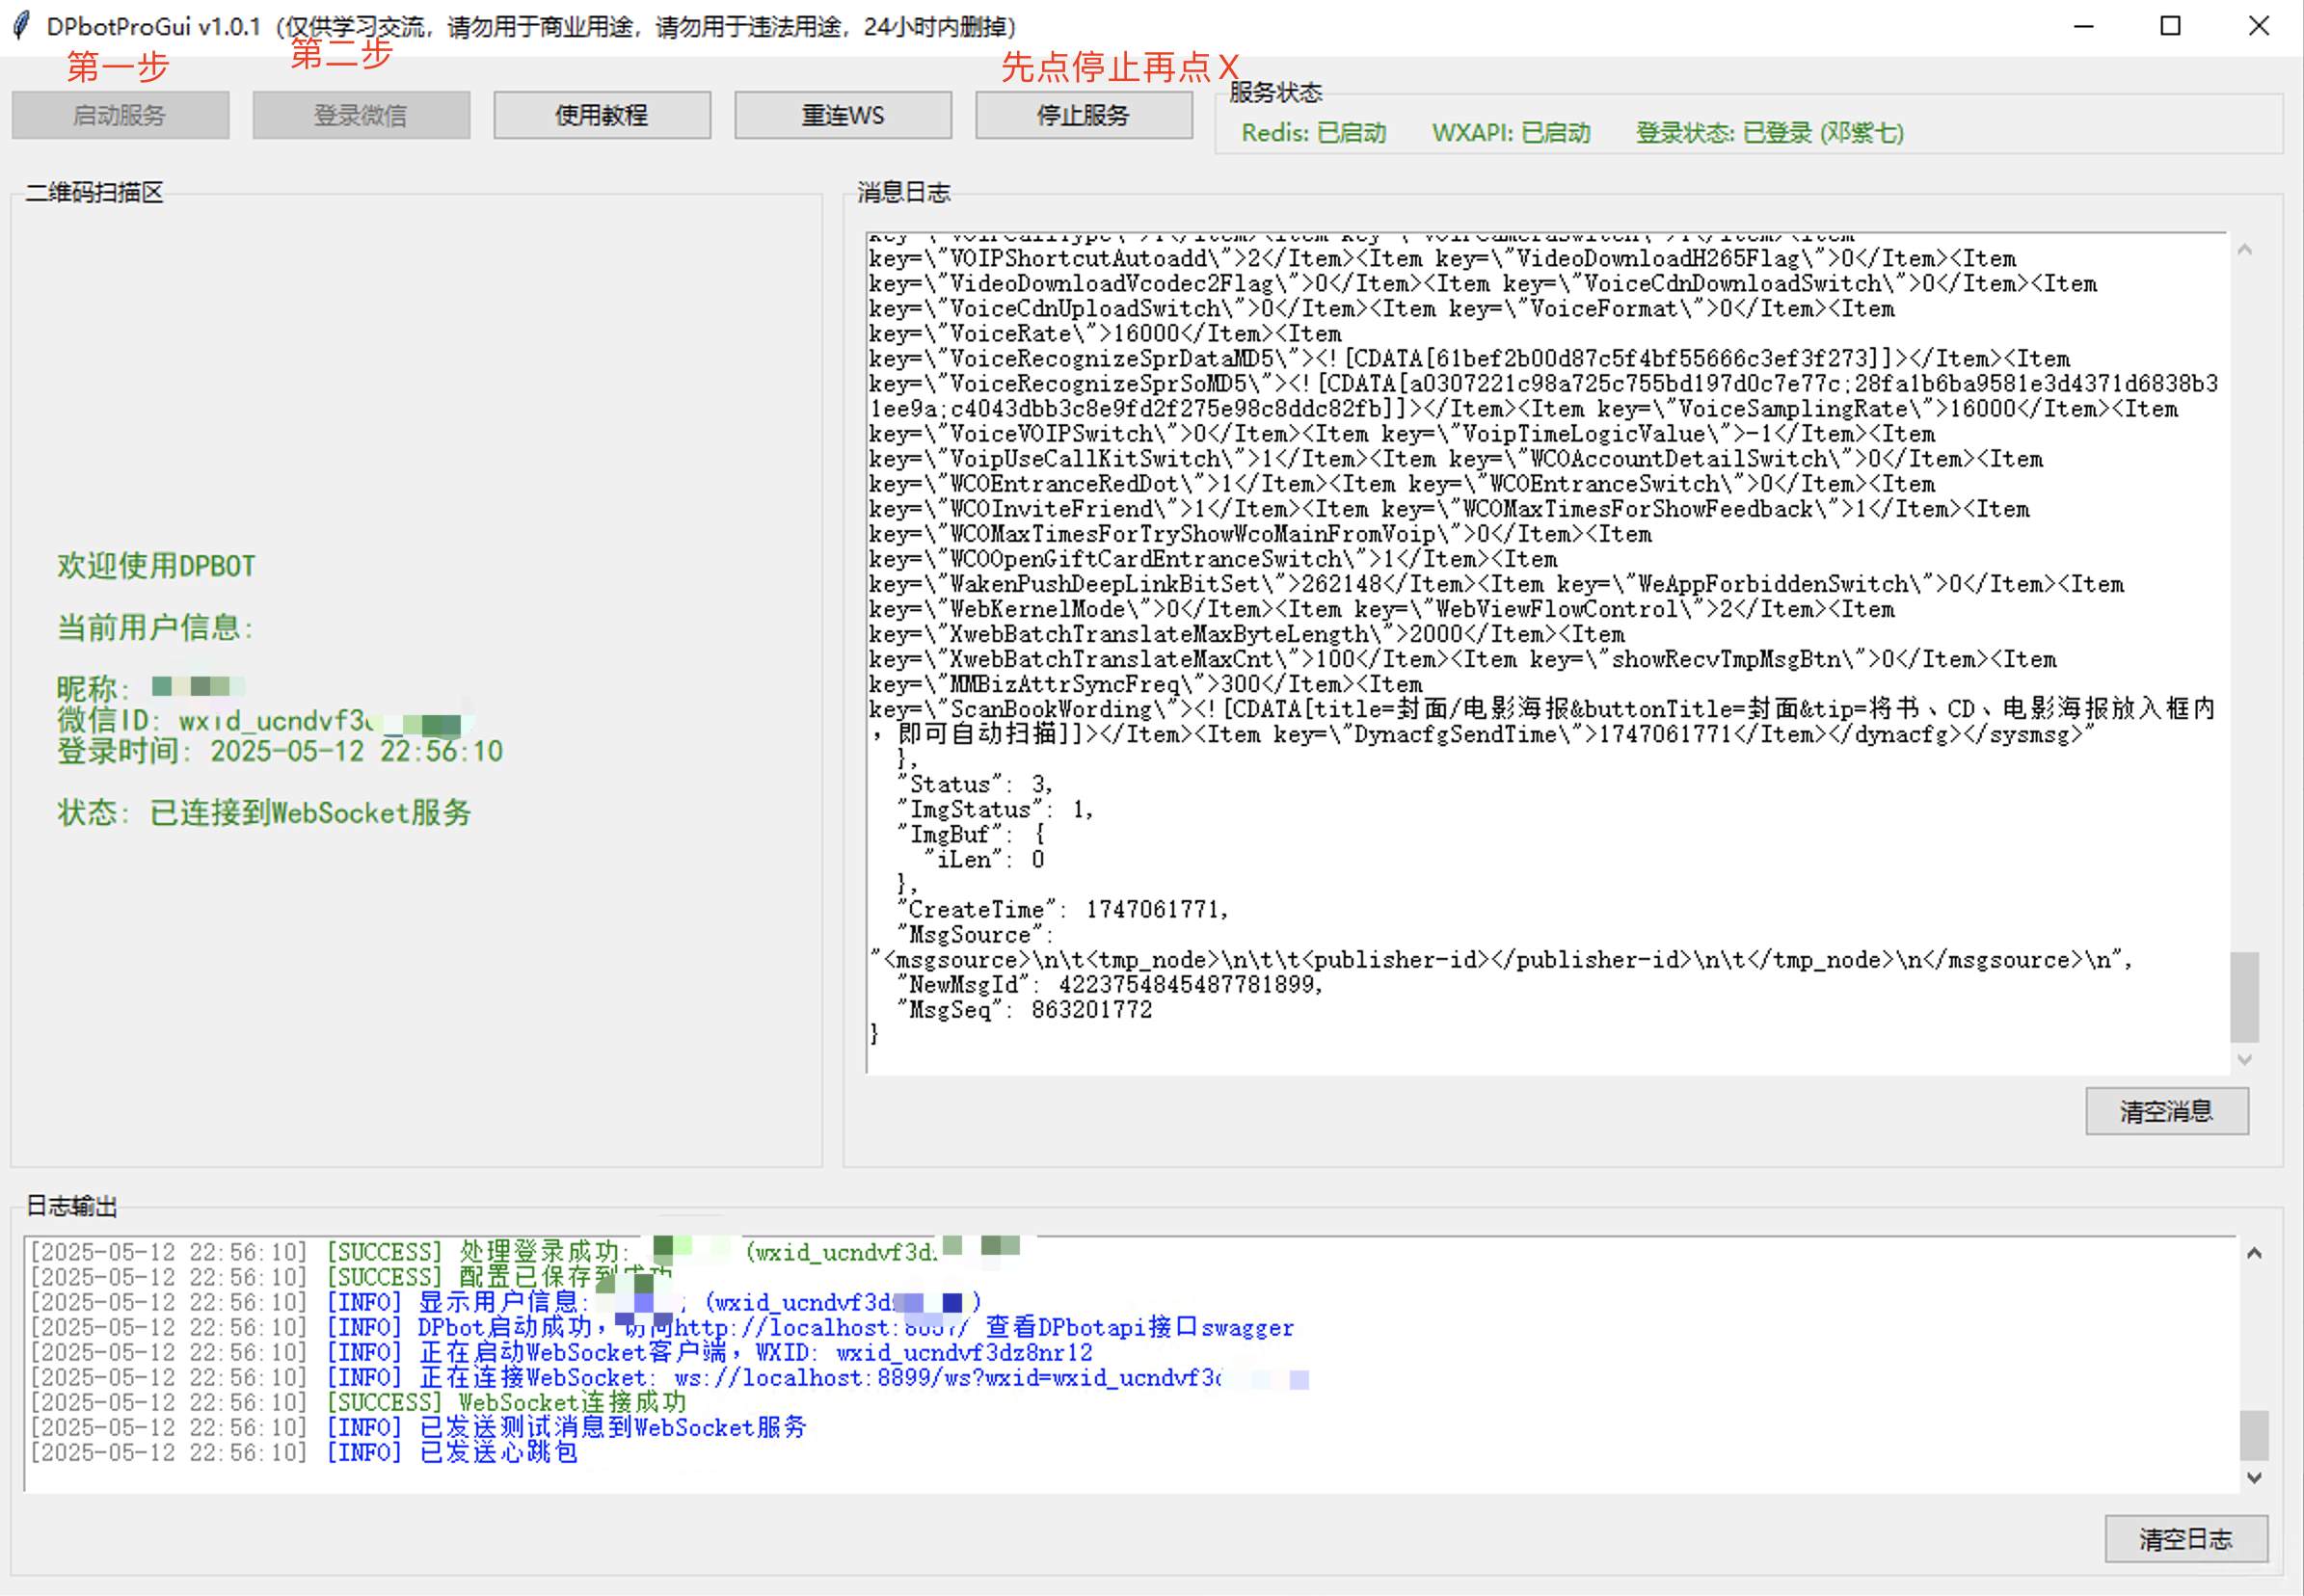 DPbotProGui v1.0.1（仅供学习交流，请勿用于商业用途，请勿用于违法用途，24小时内删掉）
第一步
第二步
先点停止再点X
启动服务
登录微信
使用教程
重连WS
停止服务
服务状态
Redis: 已启动
WXAPI: 已启动
登录状态: 已登录 (邓紫七)
二维码扫描区
欢迎使用DPBOT
当前用户信息:
昵称:
微信ID: wxid_ucndvf3
登录时间: 2025-05-12 22:56:10
状态: 已连接到WebSocket服务
消息日志
key=\"VOIPShortcutAutoadd\">2</Item><Item key=\"VideoDownloadH265Flag\">0</Item><Item
key=\"VideoDownloadVcodec2Flag\">0</Item><Item key=\"VoiceCdnDownloadSwitch\">0</Item><Item
key=\"VoiceCdnUploadSwitch\">0</Item><Item key=\"VoiceFormat\">0</Item><Item
key=\"VoiceRate\">16000</Item><Item
key=\"VoiceRecognizeSprDataMD5\"><![CDATA[61bef2b00d87c5f4bf55666c3ef3f273]]></Item><Item
key=\"VoiceRecognizeSprSoMD5\"><![CDATA[a0307221c98a725c755bd197d0c7e77c;28fa1b6ba9581e3d4371d6838b3
1ee9a;c4043dbb3c8e9fd2f275e98c8ddc82fb]]></Item><Item key=\"VoiceSamplingRate\">16000</Item><Item
key=\"VoiceVOIPSwitch\">0</Item><Item key=\"VoipTimeLogicValue\">-1</Item><Item
key=\"VoipUseCallKitSwitch\">1</Item><Item key=\"WCOAccountDetailSwitch\">0</Item><Item
key=\"WCOEntranceRedDot\">1</Item><Item key=\"WCOEntranceSwitch\">0</Item><Item
key=\"WCOInviteFriend\">1</Item><Item key=\"WCOMaxTimesForShowFeedback\">1</Item><Item
key=\"WCOMaxTimesForTryShowWcoMainFromVoip\">0</Item><Item
key=\"WCOOpenGiftCardEntranceSwitch\">1</Item><Item
key=\"WakenPushDeepLinkBitSet\">262148</Item><Item key=\"WeAppForbiddenSwitch\">0</Item><Item
key=\"WebKernelMode\">0</Item><Item key=\"WebViewFlowControl\">2</Item><Item
key=\"XwebBatchTranslateMaxByteLength\">2000</Item><Item
key=\"XwebBatchTranslateMaxCnt\">100</Item><Item key=\"showRecvTmpMsgBtn\">0</Item><Item
key=\"MMBizAttrSyncFreq\">300</Item><Item
key=\"ScanBookWording\"><![CDATA[title=封面/电影海报&buttonTitle=封面&tip=将书、CD、电影海报放入框内
，即可自动扫描]]></Item><Item key=\"DynacfgSendTime\">1747061771</Item></dynacfg></sysmsg>"
},
"Status": 3,
"ImgStatus": 1,
"ImgBuf": {
"iLen": 0
},
"CreateTime": 1747061771,
"MsgSource":
"<msgsource>\n\t<tmp_node>\n\t\t<publisher-id></publisher-id>\n\t</tmp_node>\n</msgsource>\n",
"NewMsgId": 4223754845487781899,
"MsgSeq": 863201772
}
清空消息
日志输出
[2025-05-12 22:56:10] [SUCCESS] 处理登录成功: (wxid_ucndvf3d
[2025-05-12 22:56:10] [SUCCESS] 配置已保存到成功
[2025-05-12 22:56:10] [INFO] 显示用户信息: (wxid_ucndvf3d )
[2025-05-12 22:56:10] [INFO] DPbot启动成功，访问http://localhost: 查看DPbotapi接口swagger
[2025-05-12 22:56:10] [INFO] 正在启动WebSocket客户端，WXID: wxid_ucndvf3dz8nr12
[2025-05-12 22:56:10] [INFO] 正在连接WebSocket: ws://localhost:8899/ws?wxid=wxid_ucndvf3
[2025-05-12 22:56:10] [SUCCESS] WebSocket连接成功
[2025-05-12 22:56:10] [INFO] 已发送测试消息到WebSocket服务
[2025-05-12 22:56:10] [INFO] 已发送心跳包
清空日志